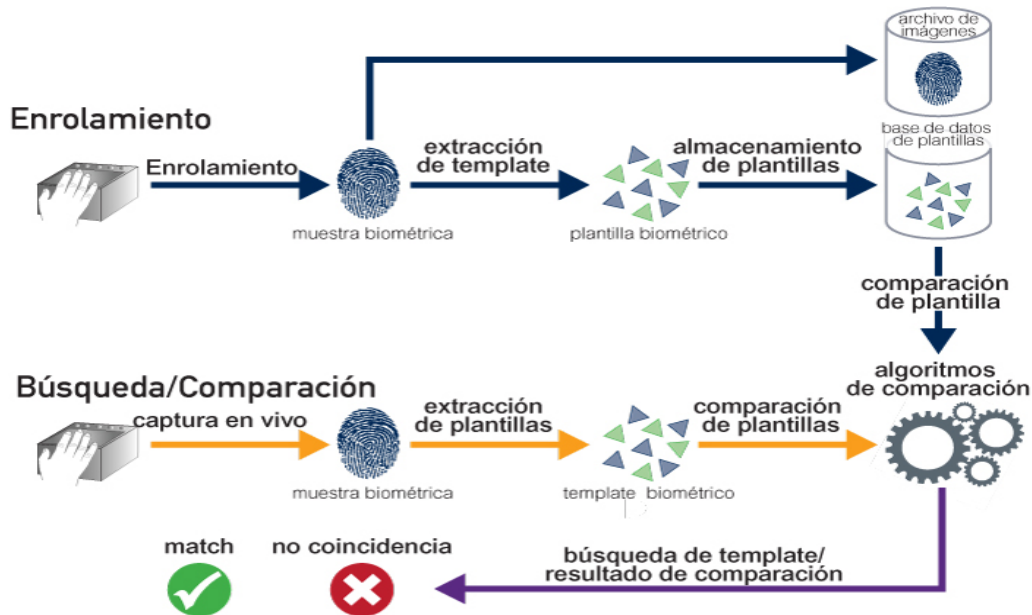 archivo de
imágenes
Enrolamiento
Enrolamiento
extracción
de template
almacenamiento
de plantillas
base de datos
de plantillas
muestra biométrica
plantilla biométrico
comparación
de plantilla
Búsqueda/Comparación
captura en vivo
extracción
de plantillas
comparación
de plantillas
algoritmos
de comparación
muestra biométrica
template biométrico
match
no coincidencia
búsqueda de template/
resultado de comparación